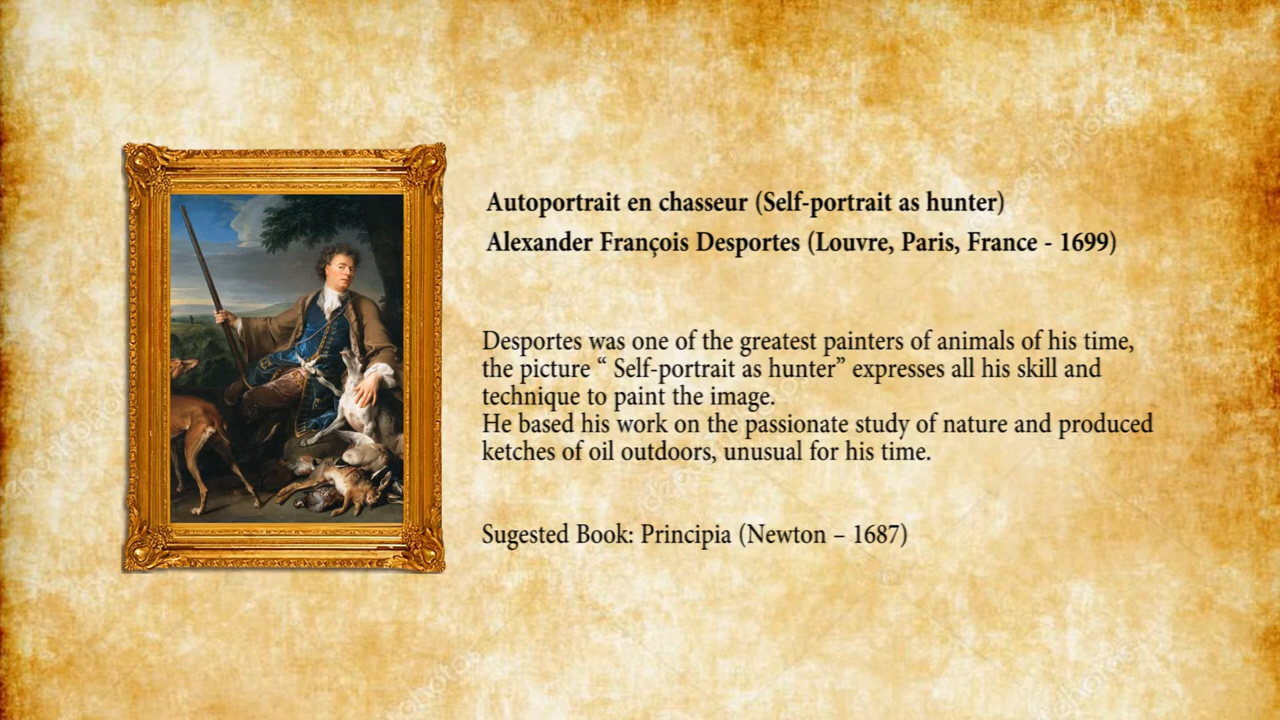 Autoportrait en chasseur (Self-portrait as hunter)
Alexander François Desportes (Louvre, Paris, France - 1699)
Desportes was one of the greatest painters of animals of his time,
the picture “ Self-portrait as hunter” expresses all his skill and
technique to paint the image.
He based his work on the passionate study of nature and produced
ketches of oil outdoors, unusual for his time.
Sugested Book: Principia (Newton – 1687)